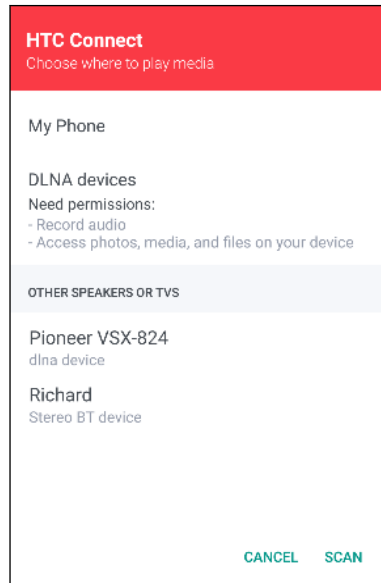 HTC Connect
Choose where to play media
My Phone
DLNA devices
Need permissions:
- Record audio
- Access photos, media, and files on your device
OTHER SPEAKERS OR TVS
Pioneer VSX-824
dlna device
Richard
Stereo BT device
CANCEL SCAN